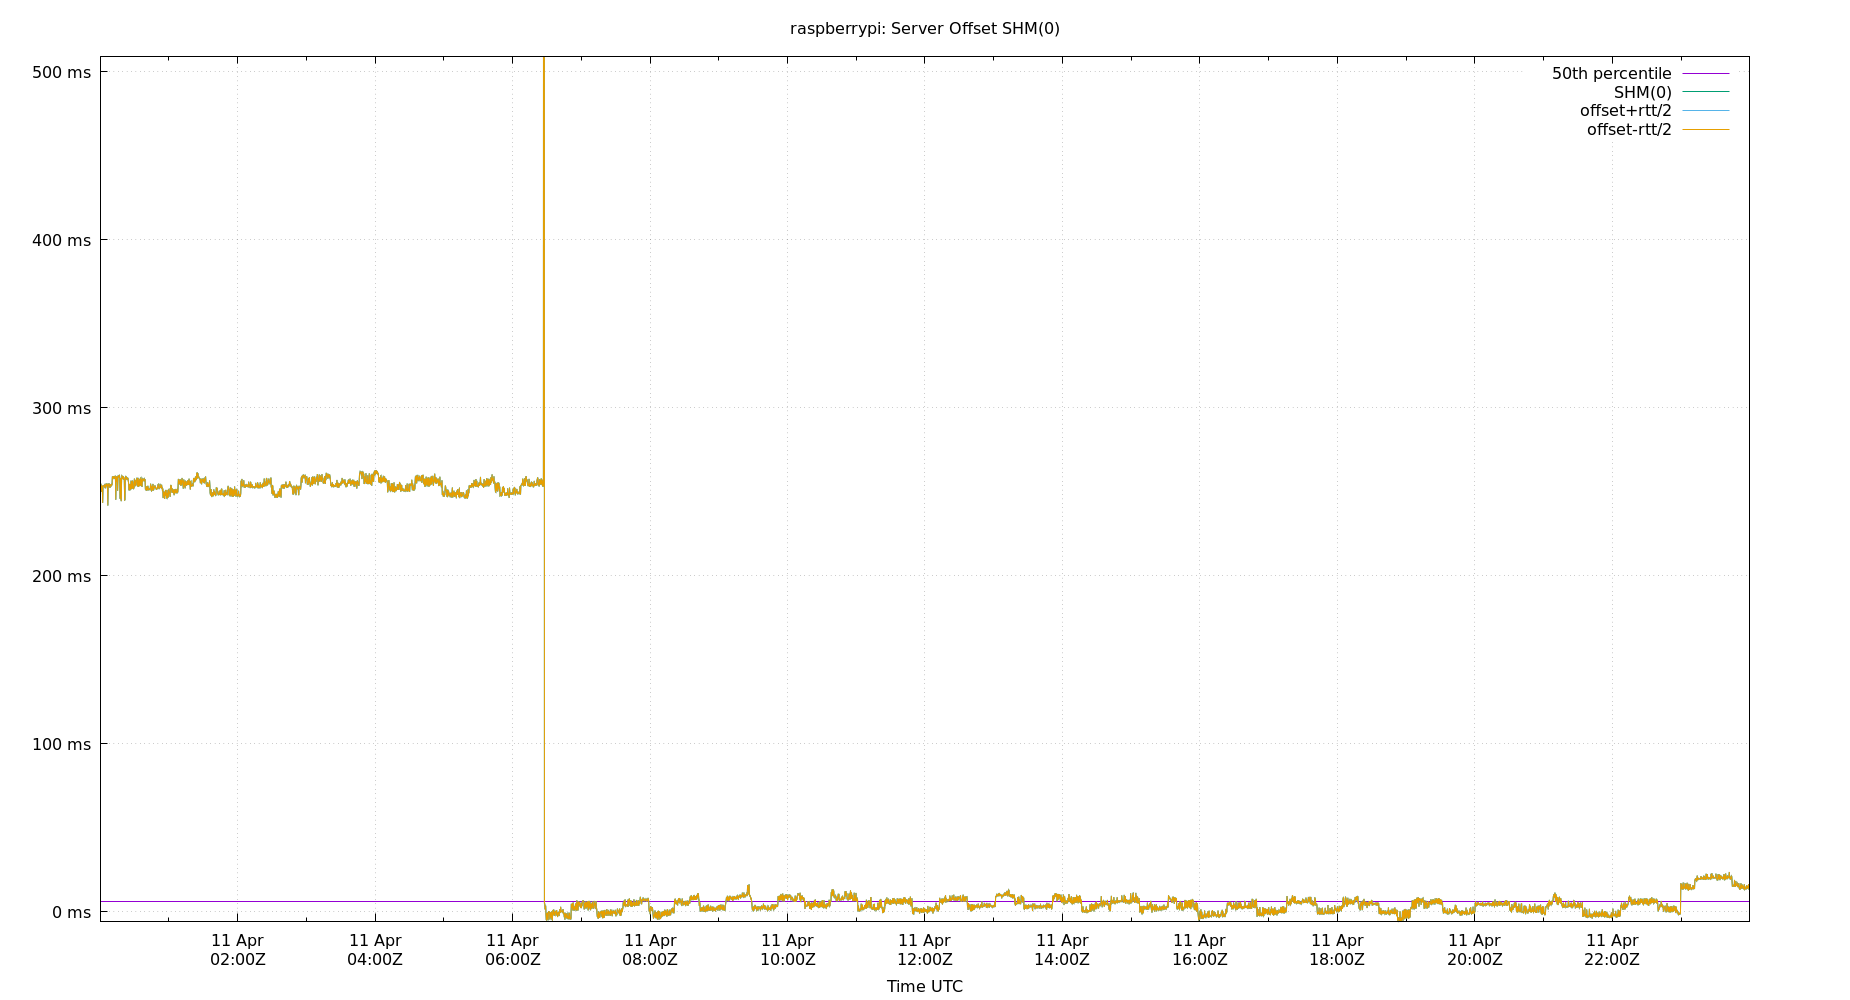 raspberrypi: Server Offset SHM(0)
500 ms
400 ms
300 ms
200 ms
100 ms
0 ms
50th percentile
SHM(0)
offset+rtt/2
offset-rtt/2
11 Apr 11 Apr 11 Apr 11 Apr 11 Apr 11 Apr 11 Apr 11 Apr 11 Apr 11 Apr 11 Apr
02:00Z 04:00Z 06:00Z 08:00Z 10:00Z 12:00Z 14:00Z 16:00Z 18:00Z 20:00Z 22:00Z
Time UTC